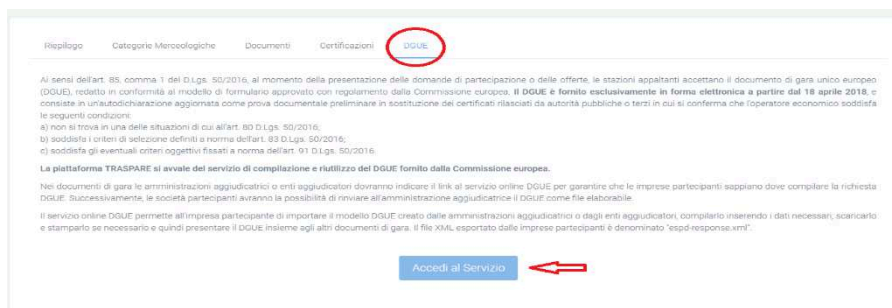 Riepilogo Categorie Merceologiche Documenti Certificazioni DGUE
Ai sensi dell'art. 85, comma 1 del D.Lgs. 50/2016, al momento della presentazione delle domande di partecipazione o delle offerte, le stazioni appaltanti accettano il documento di gara unico europeo
(DGUE), redatto in conformità al modello di formulario approvato con regolamento dalla Commissione europea. Il DGUE è fornito esclusivamente in forma elettronica a partire dal 18 aprile 2018, e
consiste in un'autodichiarazione aggiornata come prova documentale preliminare in sostituzione dei certificati rilasciati da autorità pubbliche o terzi in cui si conferma che l'operatore economico soddisfa
le seguenti condizioni:
a) non si trova in una delle situazioni di cui all'art. 80 D.Lgs. 50/2016;
b) soddisfa i criteri di selezione definiti a norma dell'art. 83 D.Lgs. 50/2016;
c) soddisfa gli eventuali criteri oggettivi fissati a norma dell'art. 91 D.Lgs. 50/2016.
La piattaforma TRASPARE si avvale del servizio di compilazione e riutilizzo del DGUE fornito dalla Commissione europea.
Nei documenti di gara le amministrazioni aggiudicatrici o enti aggiudicatori dovranno indicare il link al servizio online DGUE per garantire che le imprese partecipanti sappiano dove compilare la richiesta
DGUE. Successivamente, le società partecipanti avranno la possibilità di rinviare all'amministrazione aggiudicatrice il DGUE come file elaborabile.
Il servizio online DGUE permette all'impresa partecipante di importare il modello DGUE creato dalle amministrazioni aggiudicatrici o dagli enti aggiudicatori, compilarlo inserendo i dati necessari, scaricarlo
e stamparlo se necessario e quindi presentare il DGUE insieme agli altri documenti di gara. Il file XML esportato dalle imprese partecipanti è denominato "espd-response.xml".
Accedi al Servizio